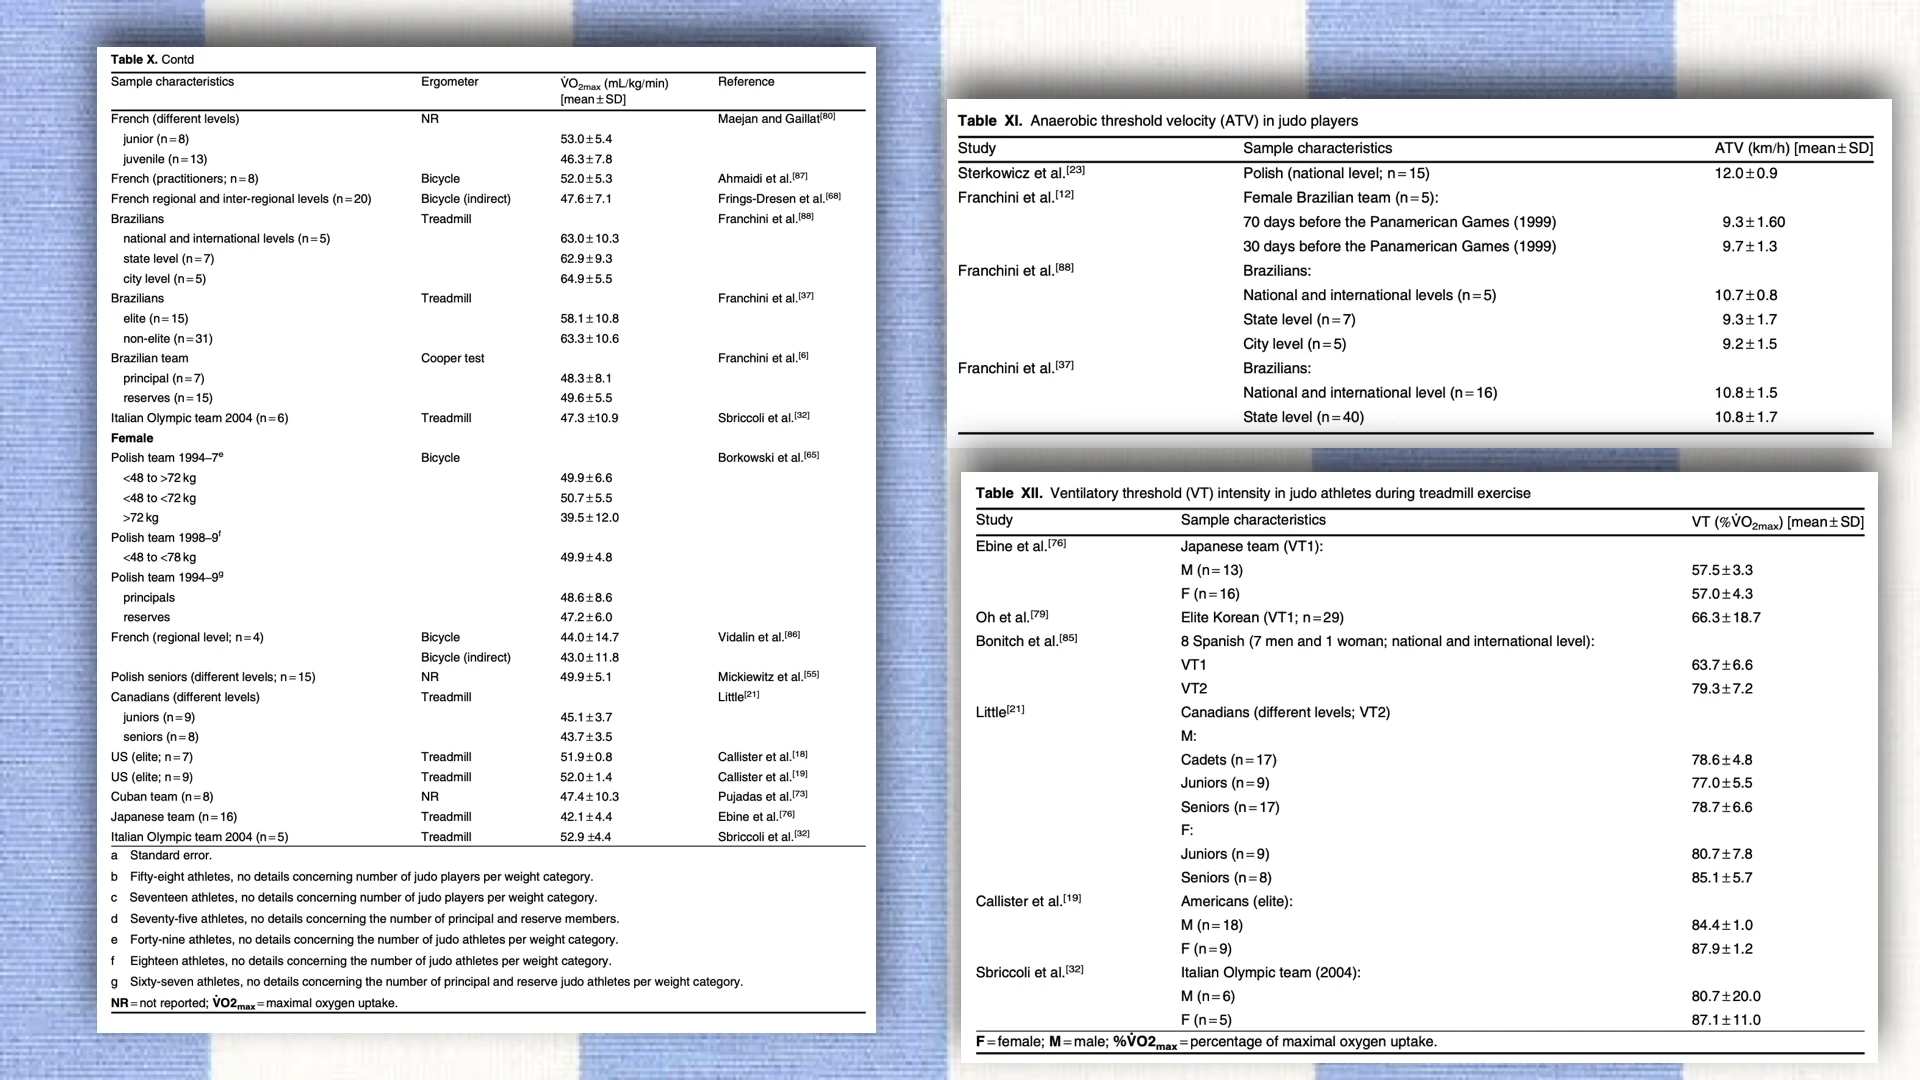 Table X. Contd
Sample characteristics Ergometer V̇O2max (mL/kg/min) [mean±SD] Reference
French (different levels) NR Maejan and Gaillat[80]
junior (n=8) 53.0±5.4
juvenile (n=13) 46.3±7.8
French (practitioners; n=8) Bicycle 52.0±5.3 Ahmaidi et al.[87]
French regional and inter-regional levels (n=20) Bicycle (indirect) 47.6±7.1 Frings-Dresen et al.[68]
Brazilians Treadmill Franchini et al.[88]
national and international levels (n=5) 63.0±10.3
state level (n=7) 62.9±9.3
city level (n=5) 64.9±5.5
Brazilians Treadmill Franchini et al.[37]
elite (n=15) 58.1±10.8
non-elite (n=31) 63.3±10.6
Brazilian team Cooper test Franchini et al.[6]
principal (n=7) 48.3±8.1
reserves (n=15) 49.6±5.5
Italian Olympic team 2004 (n=6) Treadmill 47.3 ±10.9 Sbriccoli et al.[32]
Female
Polish team 1994–7e Bicycle Borkowski et al.[65]
<48 to >72 kg 49.9±6.6
<48 to <72 kg 50.7±5.5
>72 kg 39.5±12.0
Polish team 1998–9f
<48 to <78 kg 49.9±4.8
Polish team 1994–9g
principals 48.6±8.6
reserves 47.2±6.0
French (regional level; n=4) Bicycle 44.0±14.7 Vidalin et al.[86]
Bicycle (indirect) 43.0±11.8
Polish seniors (different levels; n=15) NR 49.9±5.1 Mickiewitz et al.[55]
Canadians (different levels) Treadmill Little[21]
juniors (n=9) 45.1±3.7
seniors (n=8) 43.7±3.5
US (elite; n=7) Treadmill 51.9±0.8 Callister et al.[18]
US (elite; n=9) Treadmill 52.0±1.4 Callister et al.[19]
Cuban team (n=8) NR 47.4±10.3 Pujadas et al.[73]
Japanese team (n=16) Treadmill 42.1±4.4 Ebine et al.[76]
Italian Olympic team 2004 (n=5) Treadmill 52.9 ±4.4 Sbriccoli et al.[32]
a Standard error.
b Fifty-eight athletes, no details concerning number of judo players per weight category.
c Seventeen athletes, no details concerning number of judo players per weight category.
d Seventy-five athletes, no details concerning the number of principal and reserve members.
e Forty-nine athletes, no details concerning the number of judo athletes per weight category.
f Eighteen athletes, no details concerning the number of judo athletes per weight category.
g Sixty-seven athletes, no details concerning the number of principal and reserve judo athletes per weight category.
NR=not reported; V̇O2max=maximal oxygen uptake.
Table XI. Anaerobic threshold velocity (ATV) in judo players
Study Sample characteristics ATV (km/h) [mean±SD]
Sterkowicz et al.[23] Polish (national level; n=15) 12.0±0.9
Franchini et al.[12] Female Brazilian team (n=5):
70 days before the Panamerican Games (1999) 9.3±1.60
30 days before the Panamerican Games (1999) 9.7±1.3
Franchini et al.[88] Brazilians:
National and international levels (n=5) 10.7±0.8
State level (n=7) 9.3±1.7
City level (n=5) 9.2±1.5
Franchini et al.[37] Brazilians:
National and international level (n=16) 10.8±1.5
State level (n=40) 10.8±1.7
Table XII. Ventilatory threshold (VT) intensity in judo athletes during treadmill exercise
Study Sample characteristics VT (%V̇O2max) [mean±SD]
Ebine et al.[76] Japanese team (VT1):
M (n=13) 57.5±3.3
F (n=16) 57.0±4.3
Oh et al.[79] Elite Korean (VT1; n=29) 66.3±18.7
Bonitch et al.[85] 8 Spanish (7 men and 1 woman; national and international level):
VT1 63.7±6.6
VT2 79.3±7.2
Little[21] Canadians (different levels; VT2)
M:
Cadets (n=17) 78.6±4.8
Juniors (n=9) 77.0±5.5
Seniors (n=17) 78.7±6.6
F:
Juniors (n=9) 80.7±7.8
Seniors (n=8) 85.1±5.7
Callister et al.[19] Americans (elite):
M (n=18) 84.4±1.0
F (n=9) 87.9±1.2
Sbriccoli et al.[32] Italian Olympic team (2004):
M (n=6) 80.7±20.0
F (n=5) 87.1±11.0
F=female; M=male; %V̇O2max=percentage of maximal oxygen uptake.